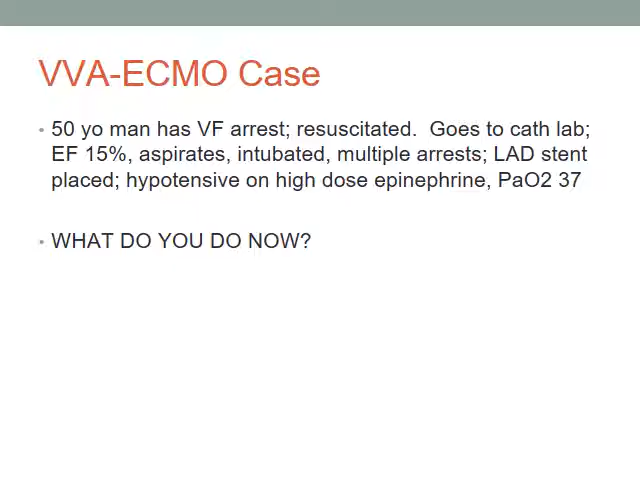 VVA-ECMO Case
• 50 yo man has VF arrest; resuscitated.  Goes to cath lab;
EF 15%, aspirates, intubated, multiple arrests; LAD stent
placed; hypotensive on high dose epinephrine, PaO2 37
• WHAT DO YOU DO NOW?